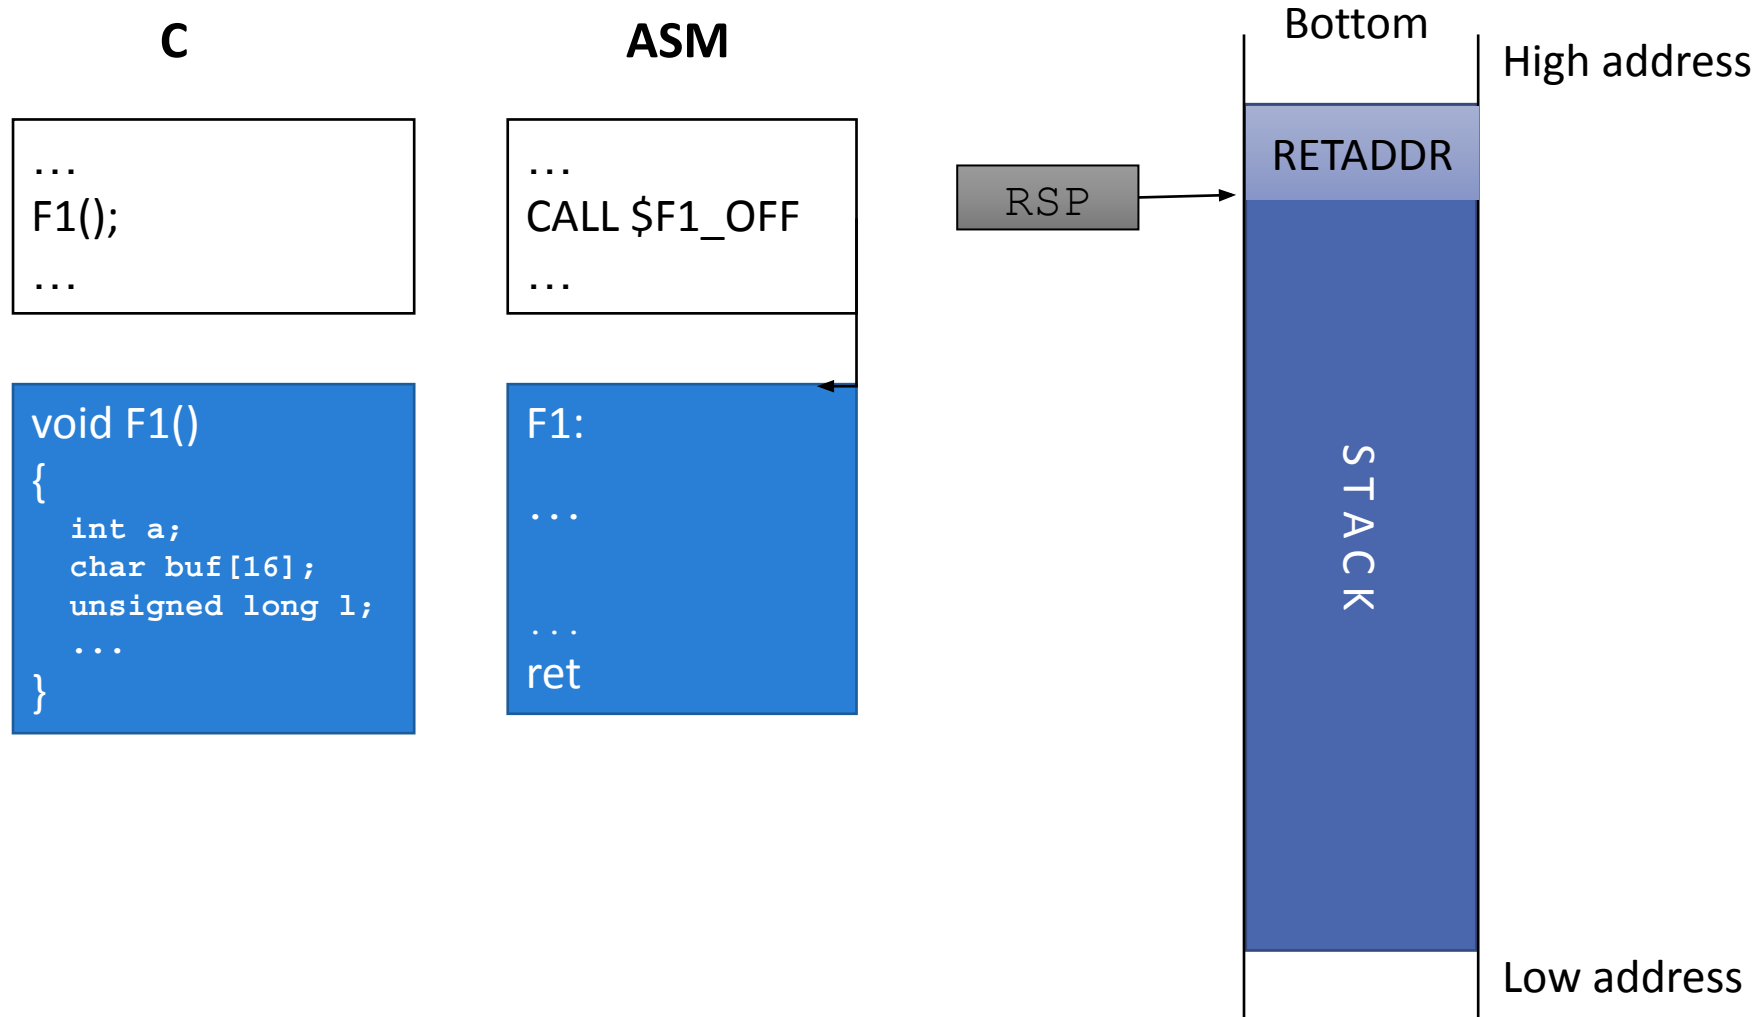 C
…
F1();
…
void F1()
{
int a;
char buf[16];
unsigned long l;
...
}
ASM
…
CALL $F1_OFF
…
F1:
...
...
ret
RSP
Bottom
High address
RETADDR
STACK
Low address